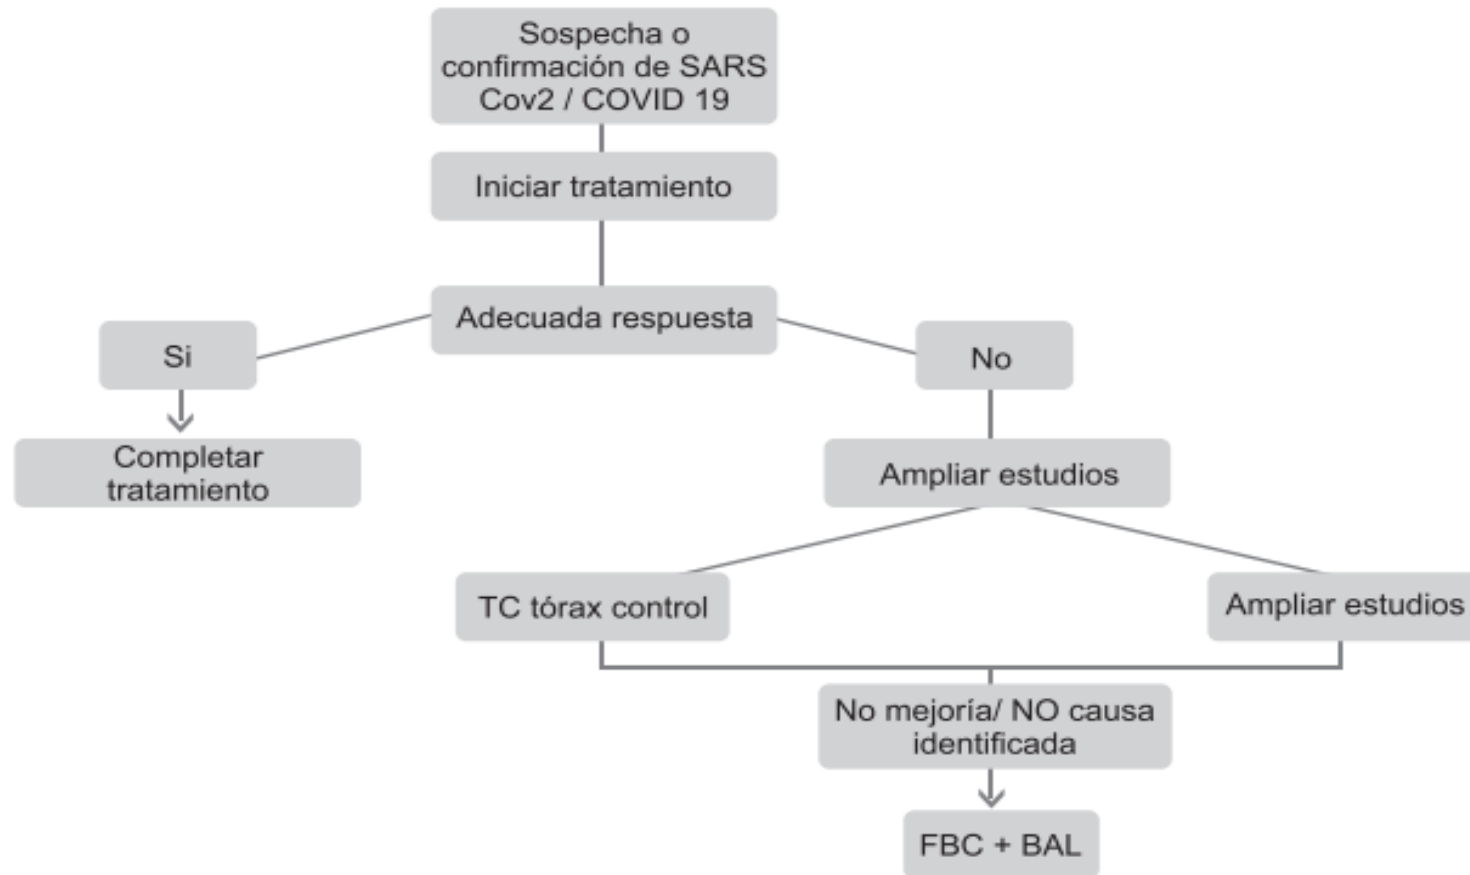 Sospecha o
confirmación de SARS
Cov2 / COVID 19
Iniciar tratamiento
Adecuada respuesta
Si
No
Completar
tratamiento
Ampliar estudios
TC tórax control
Ampliar estudios
No mejoría/ NO causa
identificada
FBC + BAL